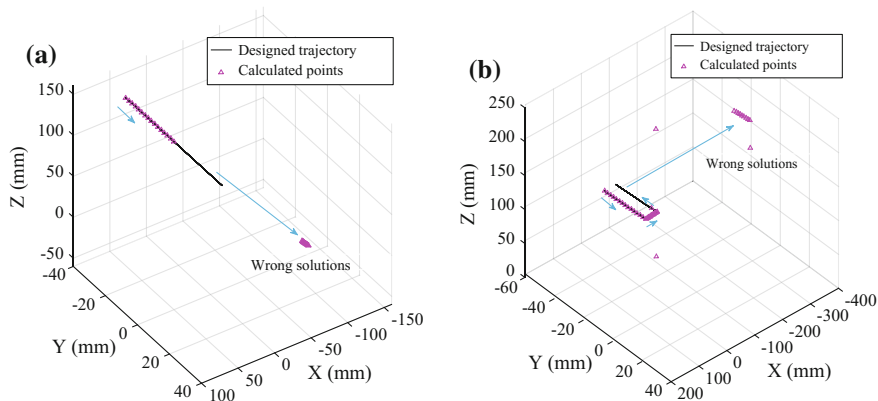 (a)
Designed trajectory
Calculated points
150
100
50
0
-50
Z (mm)
-40
-20
0
20
40
Y (mm)
100
50
0
-50
-100
-150
X (mm)
Wrong solutions
(b)
Designed trajectory
Calculated points
250
200
150
100
50
0
Z (mm)
-60
-40
-20
0
20
40
Y (mm)
200
100
0
-100
-200
-300
-400
X (mm)
Wrong solutions